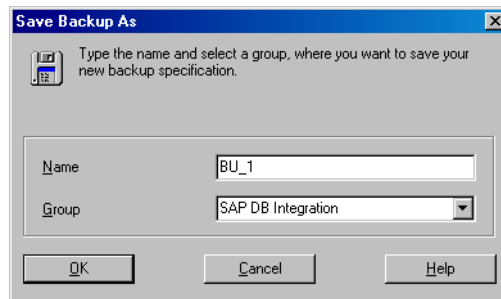 Save Backup As
Type the name and select a group, where you want to save your
new backup specification.
Name
BU_1
Group
SAP DB Integration
OK
Cancel
Help